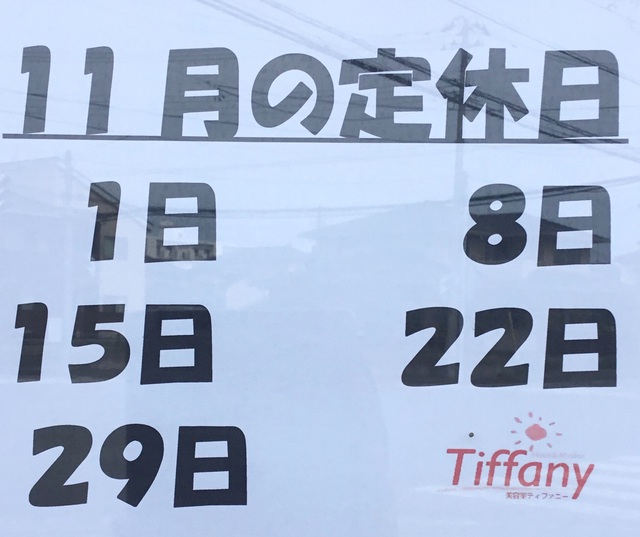 11月の定休日
1日 8日
15日 22日
29日
Tiffany
美容室ティファニー